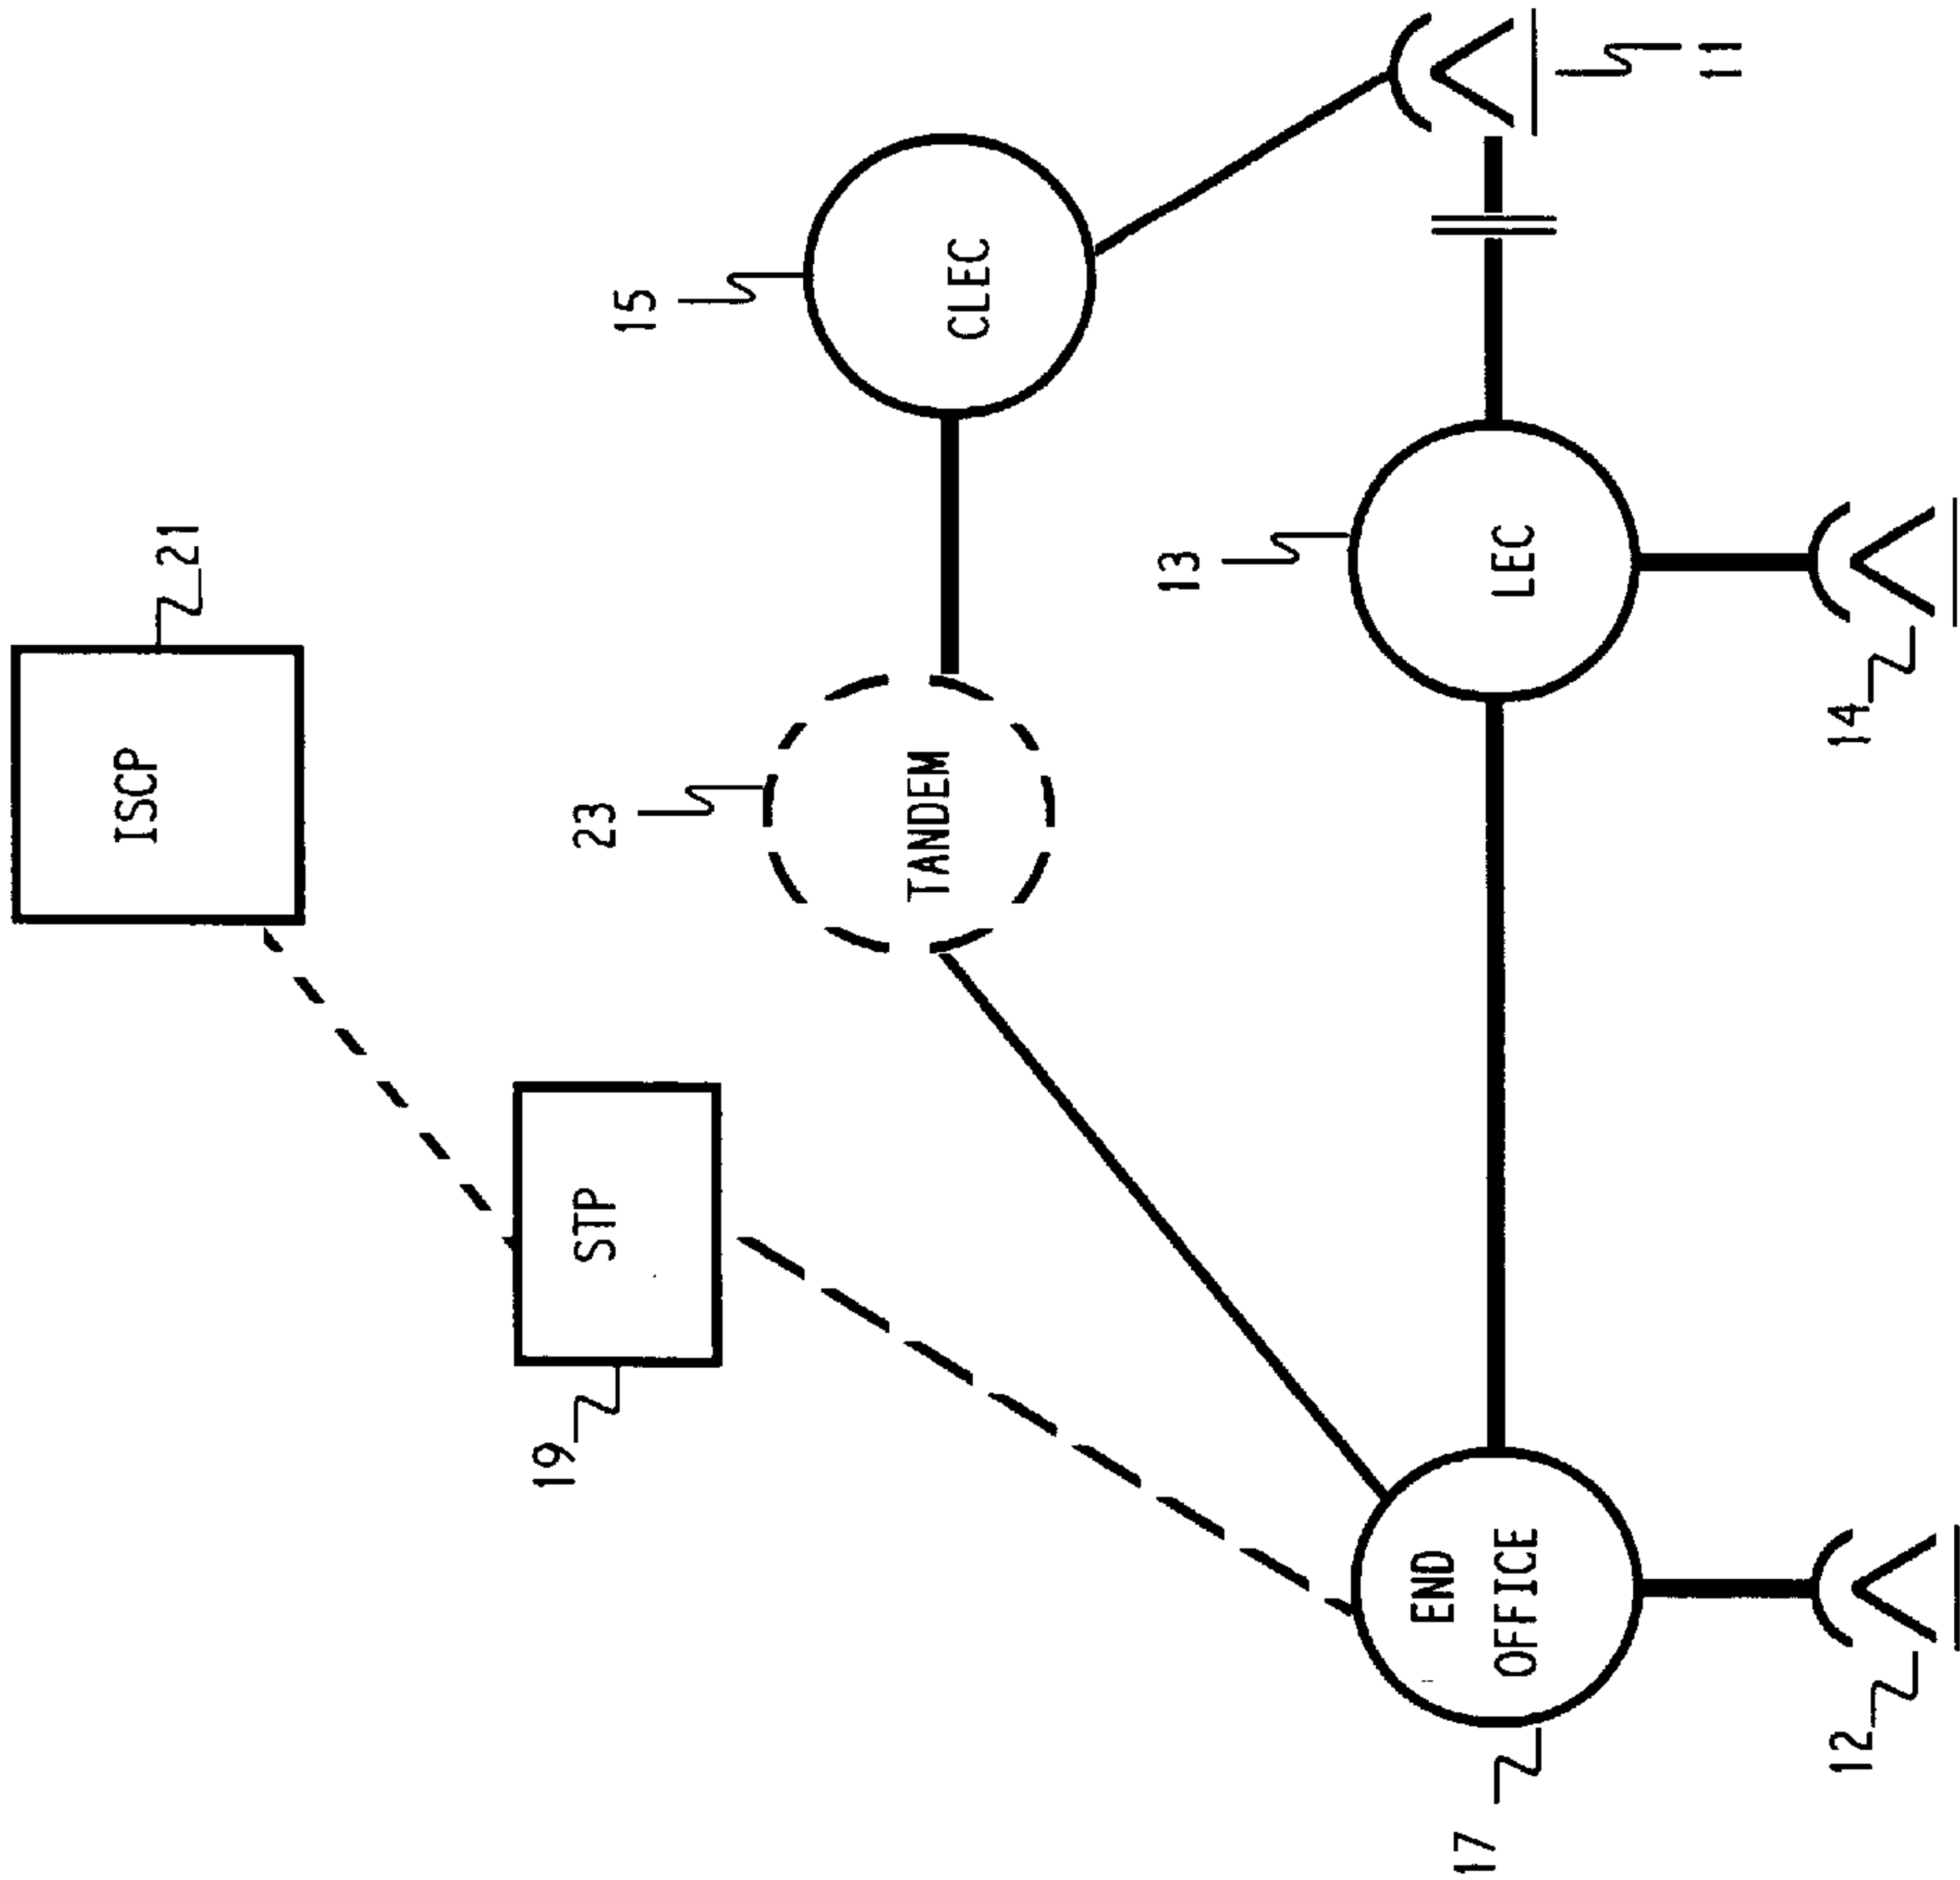 ISCP
21
15
CLEC
23
TANDEM
STP
19
13
LEC
11
14
END
OFFICE
17
12